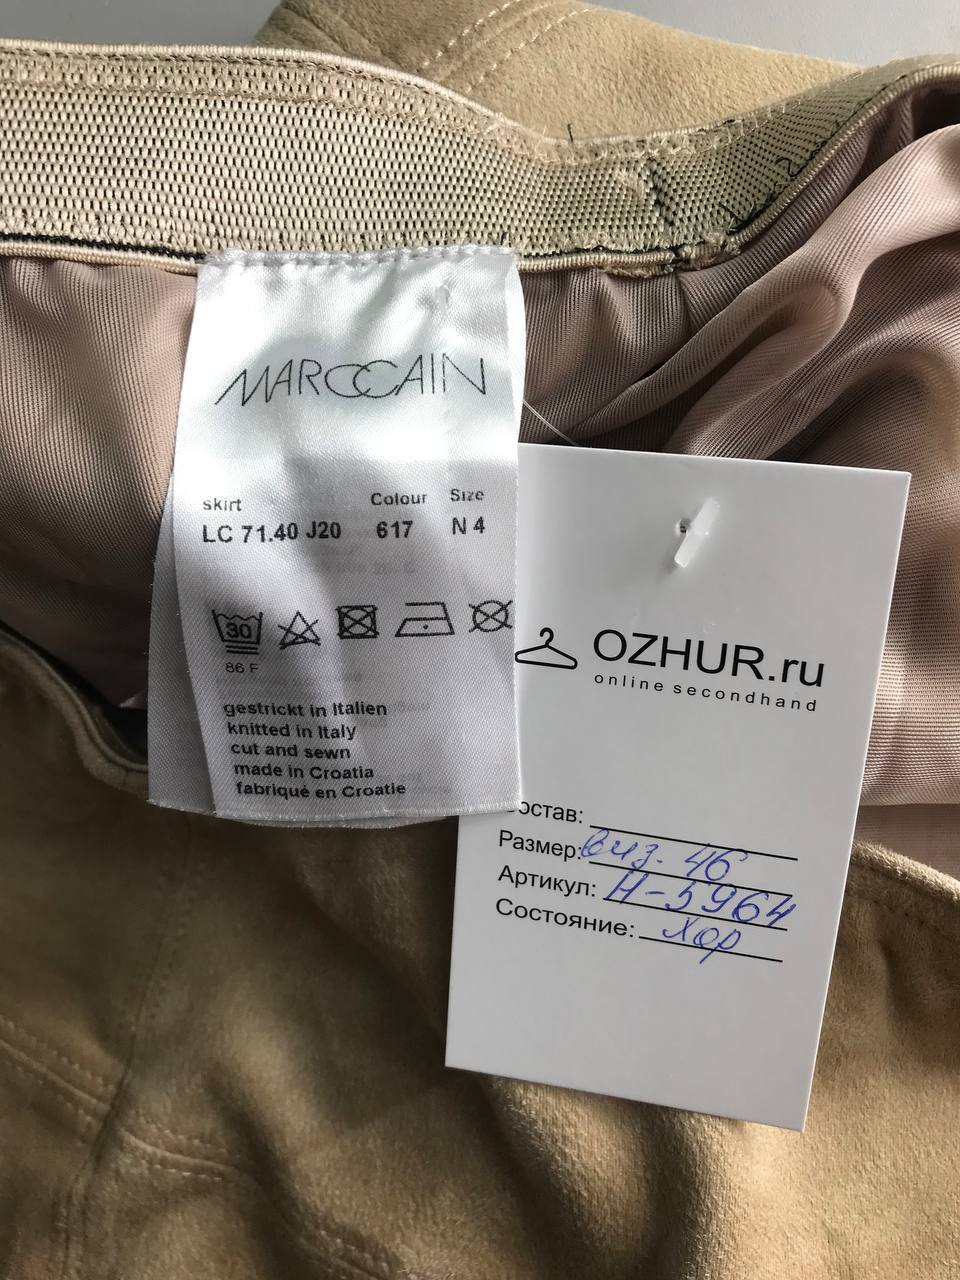 MARCCAIN
skirt Colour Size
LC 71.40 J20 617 N 4
30
86 F
gestrickt in Italien
knitted in Italy
cut and sewn
made in Croatia
fabriqué en Croatie
OZHUR.ru
online secondhand
остав:
Размер: виз. 46
Артикул: Н-5964
Состояние: хор